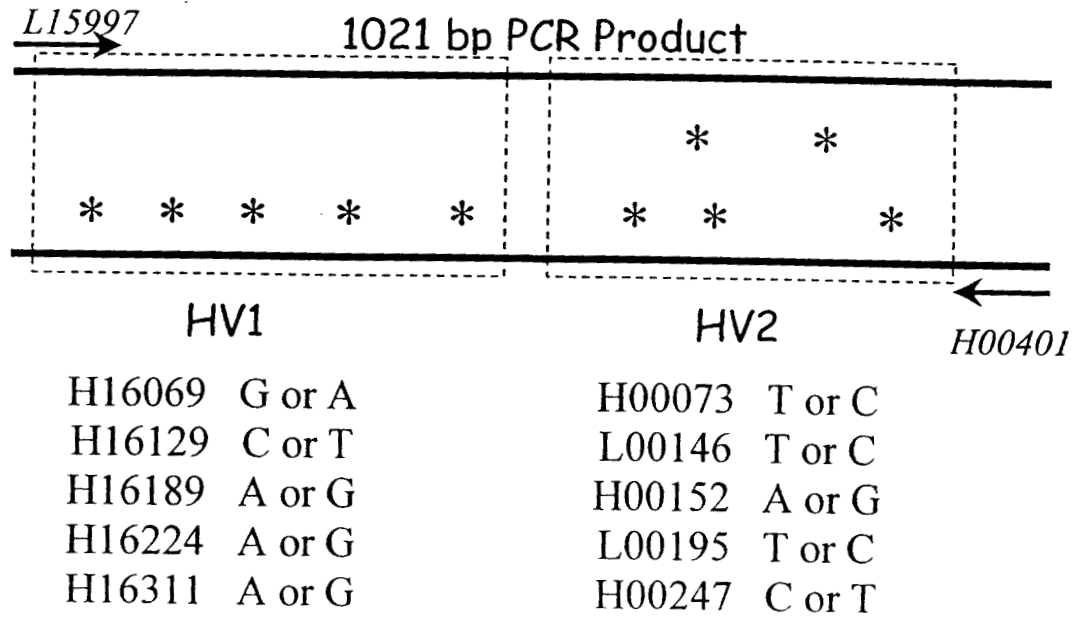 L15997
1021 bp PCR Product
* *
* * * * * * * *
HV1 HV2
H00401
H16069 G or A
H16129 C or T
H16189 A or G
H16224 A or G
H16311 A or G
H00073 T or C
L00146 T or C
H00152 A or G
L00195 T or C
H00247 C or T